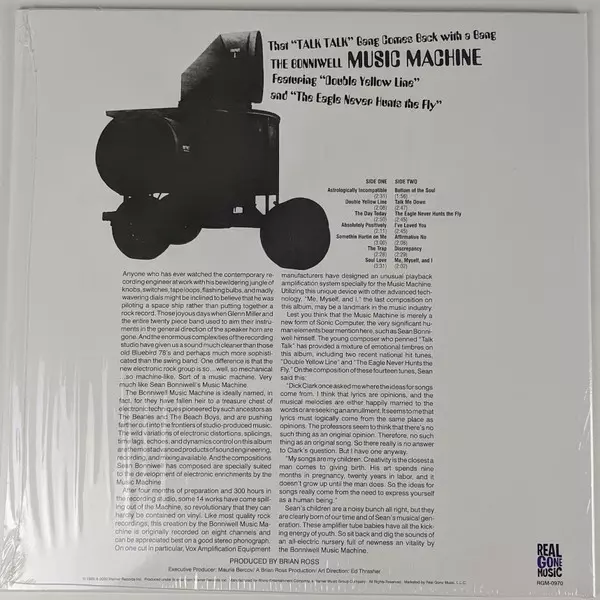 That "TALK TALK" Gang Comes Back with a Bang
THE BONNIWELL MUSIC MACHINE
Featuring "Double Yellow Line"
and "The Eagle Never Hunts the Fly"
SIDE ONE SIDE TWO
Astrologically Incompatible Bottom of the Soul
(2:31) (1:56)
Double Yellow Line Talk Me Down
(2:08) (2:47)
The Day Today The Eagle Never Hunts the Fly
Absolutely Positively I've Loved You
(2:11) (2:45)
Somethin Hurtin on Me Affirmative No
(3:00) (2:08)
The Trap Discrepancy
(2:28) (2:29)
Soul Love Me, Myself, and I
(2:31) (2:02)
Anyone who has ever watched the contemporary re-
cording engineer at work with his bewildering jungle of
knobs, switches, tape loops, flashing bulbs, and madly
wavering dials might be inclined to believe that he was
piloting a space ship rather than putting together a
rock record. Those joyous days when Glenn Miller and
the entire twenty piece band used to aim their instru-
ments in the general direction of the speaker horn are
gone. And the enormous complexities of the recording
studio have given us a sound much cleaner than those
old Bluebird 78's and perhaps much more sophisti-
cated than the swing band. One difference is that the
new electronic rock group is so...well, so mechanical
...so machine-like. Sort of a music machine. Very
much like Sean Bonniwell's Music Machine.
The Bonniwell Music Machine is ideally named, in
fact, for they have fallen heir to a treasure chest of
electronic techniques pioneered by such ancestors as
The Beatles and The Beach Boys, and are pushing
farther out into the frontiers of studio-produced music.
The wild variations of electronic distortions, splicings,
time lags, echoes, and dynamics control on this album
are the most advanced products of sound engineering,
recording, and mixing available. And the compositions
Sean Bonniwell has composed are specially suited
to the development of electronic enrichments by the
Music Machine.
After four months of preparation and 300 hours in
the recording studio, some 14 works have come spill-
ing out of the Machine, so revolutionary that they can
hardly be contained on vinyl. Like most quality rock
recordings, this creation by the Bonniwell Music Ma-
chine is originally recorded on eight channels and
can be appreciated best on a good stereo phonograph.
On one cut in particular, Vox Amplification Equipment
manufacturers have designed an unusual playback
amplification system specially for the Music Machine.
Utilizing this unique device with other advanced tech-
nology, "Me, Myself, and I," the last composition on
this album, may be a landmark in the music industry.
Lest you think that the Music Machine is merely a
new form of Sonic Computer, the very significant hu-
man elements bear mention here, such as Sean Bonni-
well himself. The young composer who penned "Talk
Talk" has provided a mixture of emotional timbres on
this album, including two recent national hit tunes,
"Double Yellow Line" and "The Eagle Never Hunts the
Fly." On the composition of these fourteen tunes, Sean
said this:
"Dick Clark once asked me where the ideas for songs
come from. I think that lyrics are opinions, and the
musical melodies are either happily married to the
words or are seeking an annullment. It seems to me that
lyrics must logically come from the same place as
opinions. The professors seem to think that there's no
such thing as an original opinion. Therefore, no such
thing as an original song. So there really is no answer
to Clark's question. But I have one anyway.
"My songs are my children. Creativity is the closest a
man comes to giving birth. His art spends nine
months in pregnancy, twenty years in labor, and it
doesn't grow up until the man does. So the ideas for
songs really come from the need to express yourself
as a human being."
Sean's children are a noisy bunch all right, but they
are clearly born of our time and of Sean's musical gen-
eration. These amplifier tube babies have all the kick-
ing energy of youth. So sit back and dig the sounds of
an all-electric nursery full of newness an vitality by
the Bonniwell Music Machine.
PRODUCED BY BRIAN ROSS
Executive Producer: Maurie Bercov/ A Brian Ross Production/ Art Direction: Ed Thrasher
REAL
GONE
MUSIC
RGM-0970